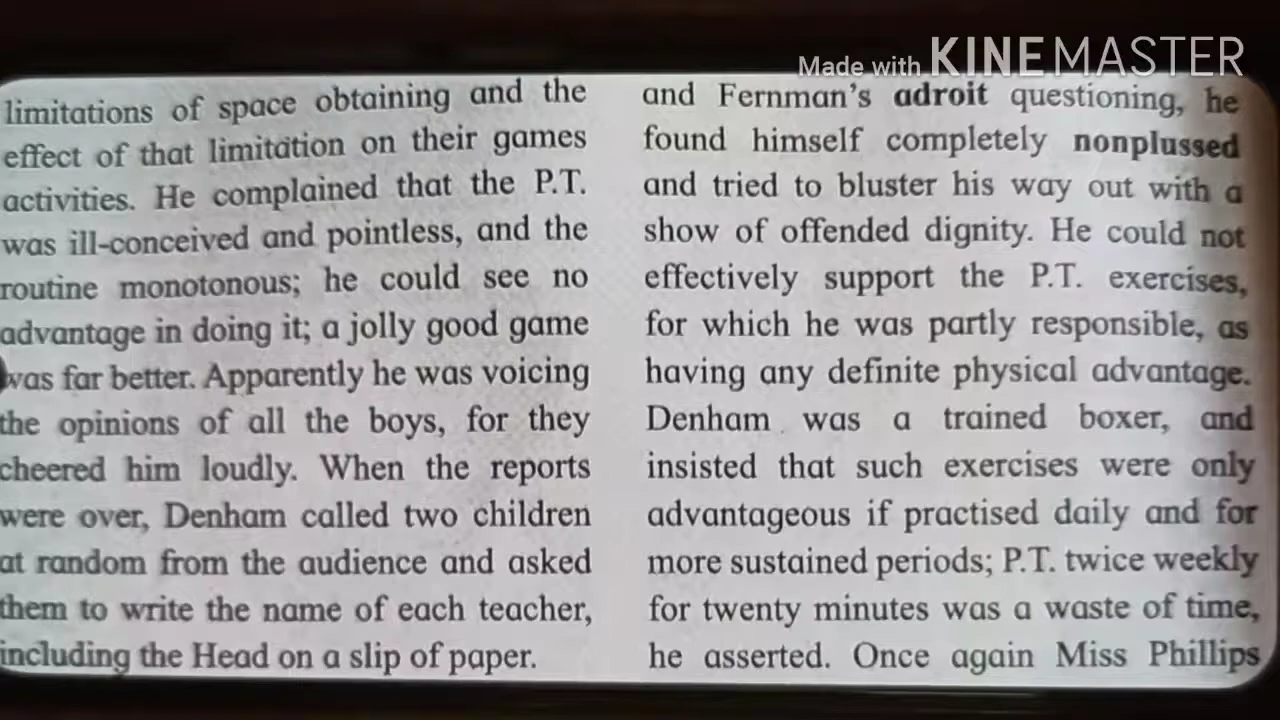 Made with KINEMASTER
limitations of space obtaining and the
effect of that limitation on their games
activities. He complained that the P.T.
was ill-conceived and pointless, and the
routine monotonous; he could see no
advantage in doing it; a jolly good game
was far better. Apparently he was voicing
the opinions of all the boys, for they
cheered him loudly. When the reports
were over, Denham called two children
at random from the audience and asked
them to write the name of each teacher,
including the Head on a slip of paper.
and Fernman's adroit questioning, he
found himself completely nonplussed
and tried to bluster his way out with a
show of offended dignity. He could not
effectively support the P.T. exercises,
for which he was partly responsible, as
having any definite physical advantage.
Denham was a trained boxer, and
insisted that such exercises were only
advantageous if practised daily and for
more sustained periods; P.T. twice weekly
for twenty minutes was a waste of time,
he asserted. Once again Miss Phillips